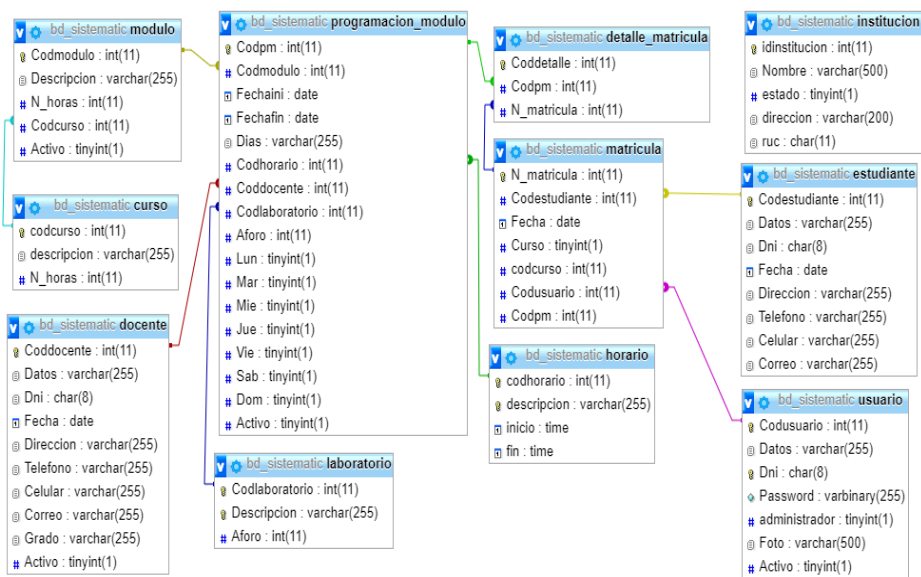 bd_sistematic modulo
Codmodulo : int(11)
Descripcion : varchar(255)
N_horas : int(11)
Codcurso : int(11)
Activo : tinyint(1)
bd_sistematic curso
codcurso : int(11)
descripcion : varchar(255)
N_horas : int(11)
bd_sistematic docente
Coddocente : int(11)
Datos : varchar(255)
Dni : char(8)
Fecha : date
Direccion : varchar(255)
Telefono : varchar(255)
Celular : varchar(255)
Correo : varchar(255)
Grado : varchar(255)
Activo : tinyint(1)
bd_sistematic programacion_modulo
Codpm : int(11)
Codmodulo : int(11)
Fechaini : date
Fechafin : date
Dias : varchar(255)
Codhorario : int(11)
Coddocente : int(11)
Codlaboratorio : int(11)
Aforo : int(11)
Lun : tinyint(1)
Mar : tinyint(1)
Mie : tinyint(1)
Jue : tinyint(1)
Vie : tinyint(1)
Sab : tinyint(1)
Dom : tinyint(1)
Activo : tinyint(1)
bd_sistematic laboratorio
Codlaboratorio : int(11)
Descripcion : varchar(255)
Aforo : int(11)
bd_sistematic detalle_matricula
Coddetalle : int(11)
Codpm : int(11)
N_matricula : int(11)
bd_sistematic matricula
N_matricula : int(11)
Codestudiante : int(11)
Fecha : date
Curso : tinyint(1)
codcurso : int(11)
Codusuario : int(11)
Codpm : int(11)
bd_sistematic horario
codhorario : int(11)
descripcion : varchar(255)
inicio : time
fin : time
bd_sistematic institucion
idinstitucion : int(11)
Nombre : varchar(500)
estado : tinyint(1)
direccion : varchar(200)
ruc : char(11)
bd_sistematic estudiante
Codestudiante : int(11)
Datos : varchar(255)
Dni : char(8)
Fecha : date
Direccion : varchar(255)
Telefono : varchar(255)
Celular : varchar(255)
Correo : varchar(255)
bd_sistematic usuario
Codusuario : int(11)
Datos : varchar(255)
Dni : char(8)
Password : varbinary(255)
administrador : tinyint(1)
Foto : varchar(500)
Activo : tinyint(1)